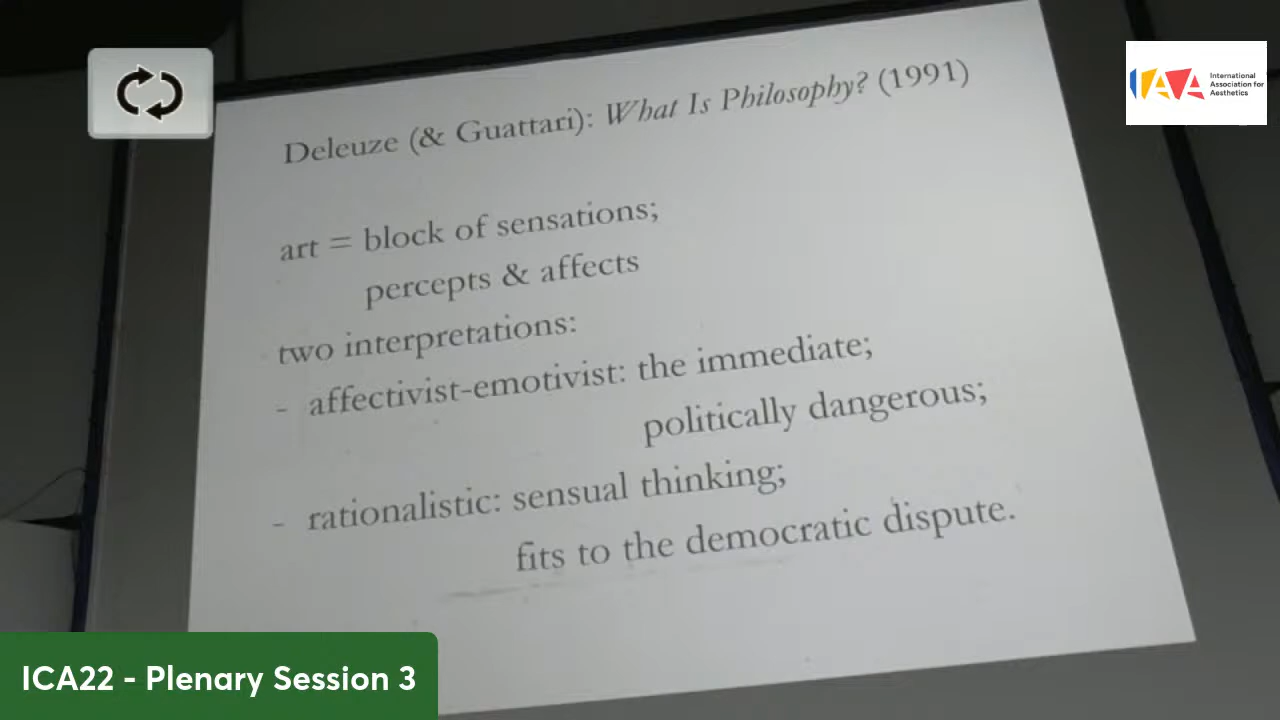 Deleuze (& Guattari): What Is Philosophy? (1991)
art = block of sensations;
percepts & affects
two interpretations:
- affectivist-emotivist: the immediate;
politically dangerous;
- rationalistic: sensual thinking;
fits to the democratic dispute.
International
Association for
Aesthetics
ICA22 - Plenary Session 3